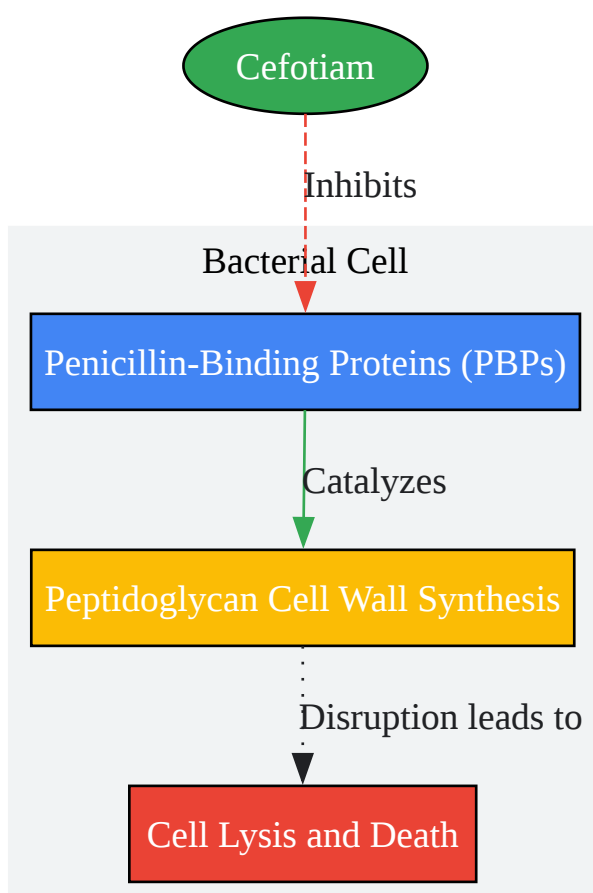 Cefotiam
Inhibits
Bacterial Cell
Penicillin-Binding Proteins (PBPs)
Catalyzes
Peptidoglycan Cell Wall Synthesis
Disruption leads to
Cell Lysis and Death